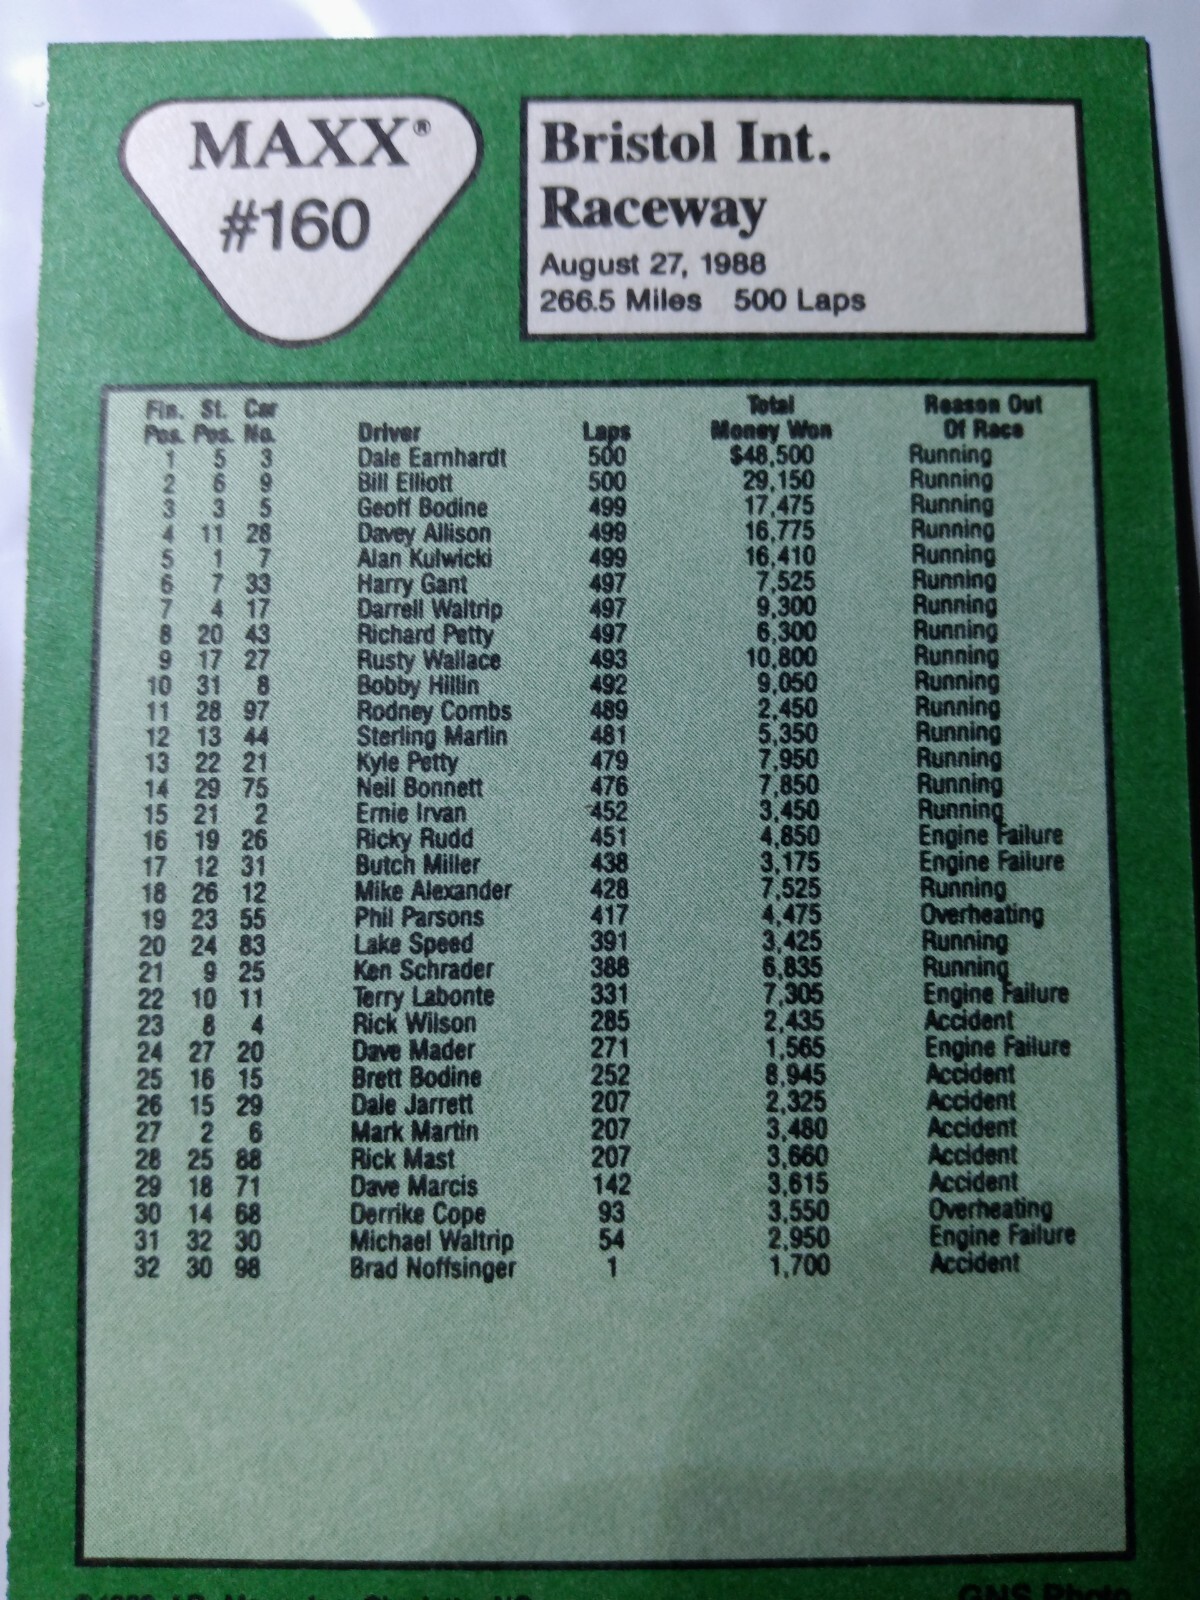 MAXX®
#160
Bristol Int.
Raceway
August 27, 1988
266.5 Miles 500 Laps
Fin. St. Car Total Reason Out
Pos. Pos. No. Driver Laps Money Won Of Race
1 5 3 Dale Earnhardt 500 $48,500 Running
2 6 9 Bill Elliott 500 29,150 Running
3 3 5 Geoff Bodine 499 17,475 Running
4 11 28 Davey Allison 499 16,775 Running
5 1 7 Alan Kulwicki 499 16,410 Running
6 7 33 Harry Gant 497 7,525 Running
7 4 17 Darrell Waltrip 497 9,300 Running
8 20 43 Richard Petty 497 6,300 Running
9 17 27 Rusty Wallace 493 10,800 Running
10 31 8 Bobby Hillin 492 9,050 Running
11 28 97 Rodney Combs 489 2,450 Running
12 13 44 Sterling Marlin 481 5,350 Running
13 22 21 Kyle Petty 479 7,950 Running
14 29 75 Neil Bonnett 476 7,850 Running
15 21 2 Ernie Irvan 452 3,450 Running
16 19 26 Ricky Rudd 451 4,850 Engine Failure
17 12 31 Butch Miller 438 3,175 Engine Failure
18 26 12 Mike Alexander 428 7,525 Running
19 23 55 Phil Parsons 417 4,475 Overheating
20 24 83 Lake Speed 391 3,425 Running
21 9 25 Ken Schrader 388 6,835 Running
22 10 11 Terry Labonte 331 7,305 Engine Failure
23 8 4 Rick Wilson 285 2,435 Accident
24 27 20 Dave Mader 271 1,565 Engine Failure
25 16 15 Brett Bodine 252 8,945 Accident
26 15 29 Dale Jarrett 207 2,325 Accident
27 2 6 Mark Martin 207 3,480 Accident
28 25 88 Rick Mast 207 3,660 Accident
29 18 71 Dave Marcis 142 3,615 Accident
30 14 68 Derrike Cope 93 3,550 Overheating
31 32 30 Michael Waltrip 54 2,950 Engine Failure
32 30 98 Brad Noffsinger 1 1,700 Accident
GNS Photo